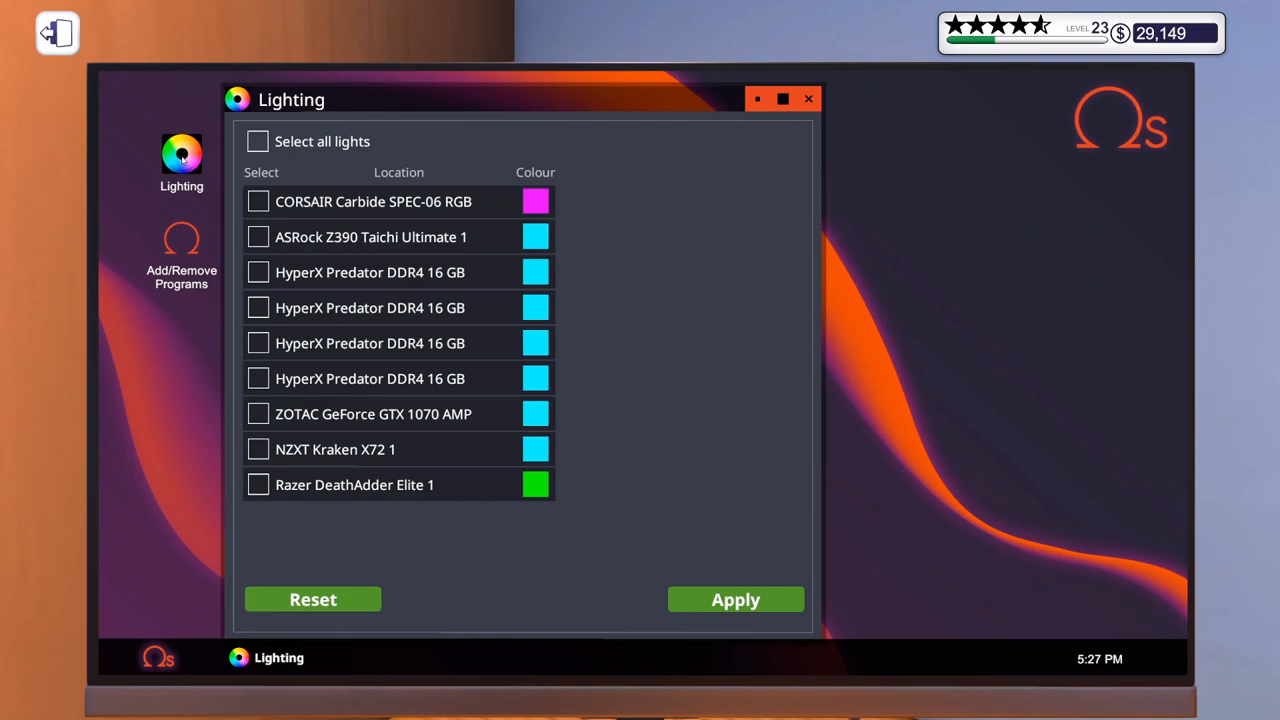 LEVEL 23 $ 29,149
Lighting
Ωs
Select all lights
Select Location Colour
CORSAIR Carbide SPEC-06 RGB
ASRock Z390 Taichi Ultimate 1
HyperX Predator DDR4 16 GB
HyperX Predator DDR4 16 GB
HyperX Predator DDR4 16 GB
HyperX Predator DDR4 16 GB
ZOTAC GeForce GTX 1070 AMP
NZXT Kraken X72 1
Razer DeathAdder Elite 1
Reset Apply
Lighting
Add/Remove
Programs
Ωs Lighting 5:27 PM